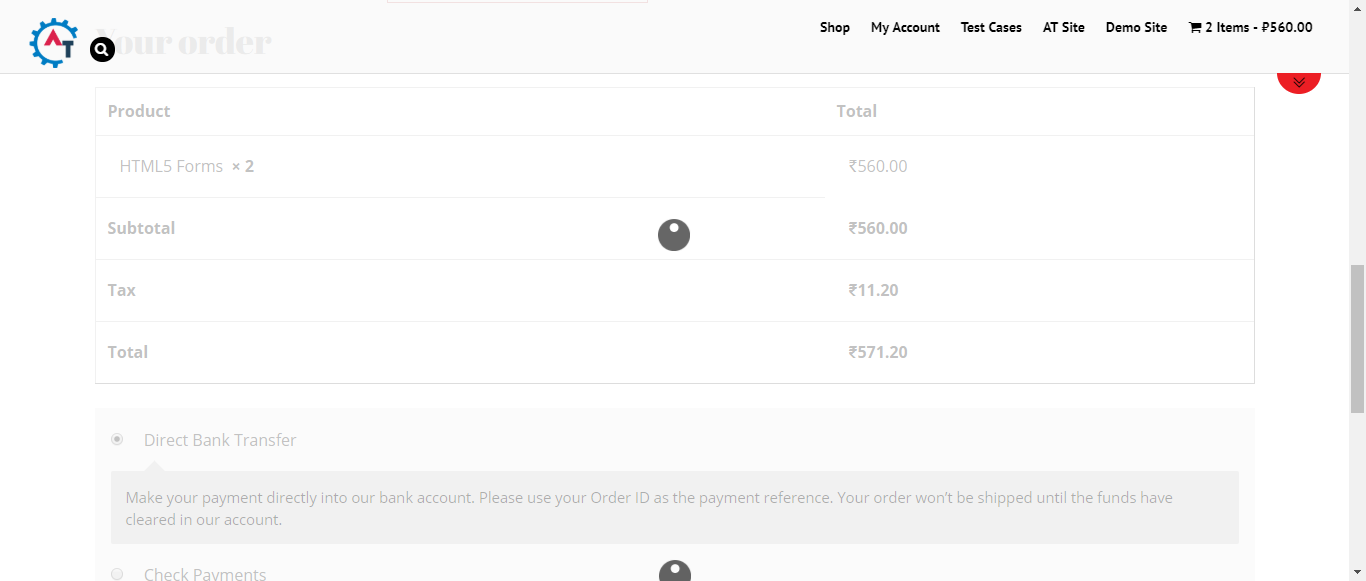 AT
Shop My Account Test Cases AT Site Demo Site 2 Items - ₽560.00
Your order
Product Total
HTML5 Forms × 2 ₹560.00
Subtotal ₹560.00
Tax ₹11.20
Total ₹571.20
Direct Bank Transfer
Make your payment directly into our bank account. Please use your Order ID as the payment reference. Your order won’t be shipped until the funds have
cleared in our account.
Check Payments